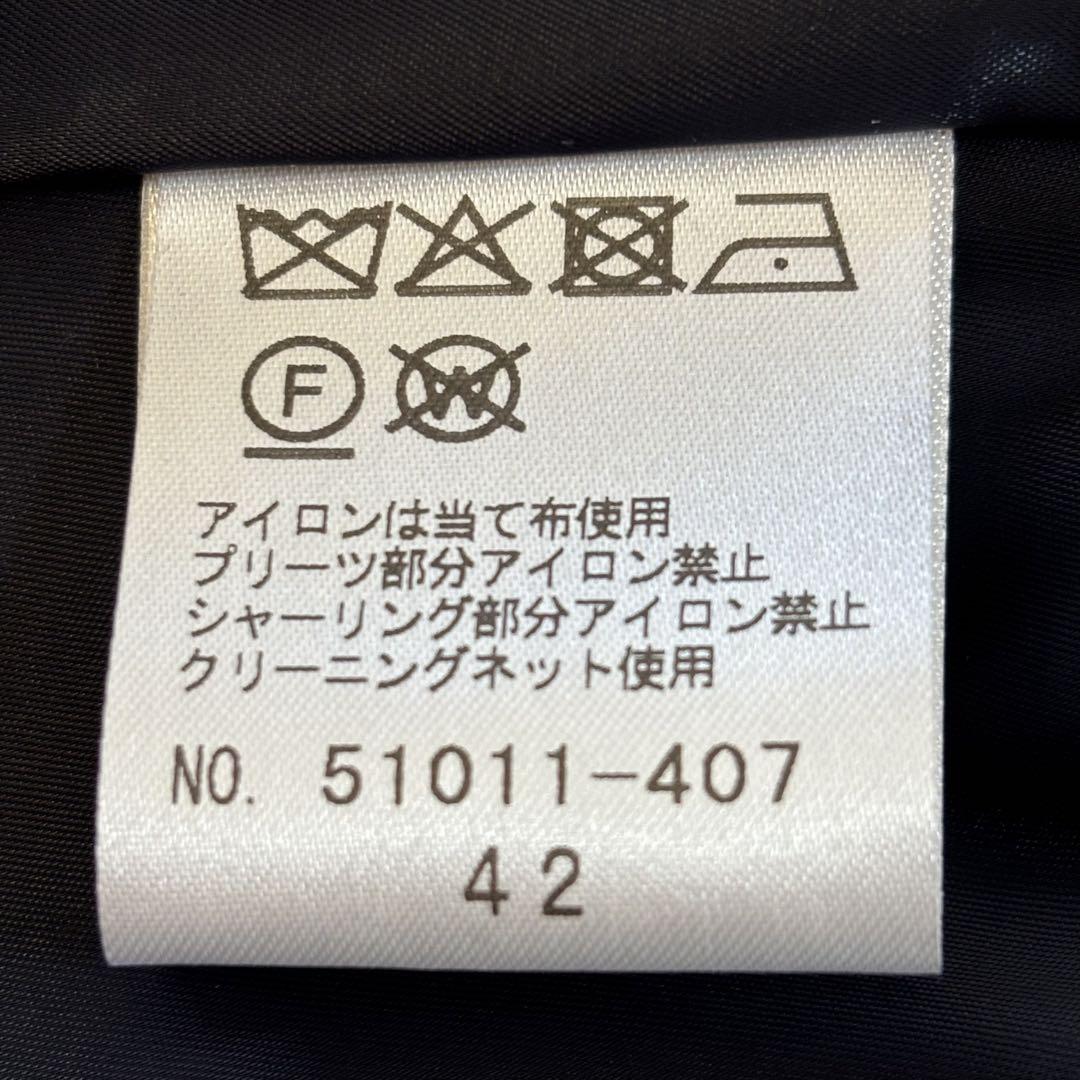 F W
アイロンは当て布使用
プリーツ部分アイロン禁止
シャーリング部分アイロン禁止
クリーニングネット使用
NO. 51011-407
42